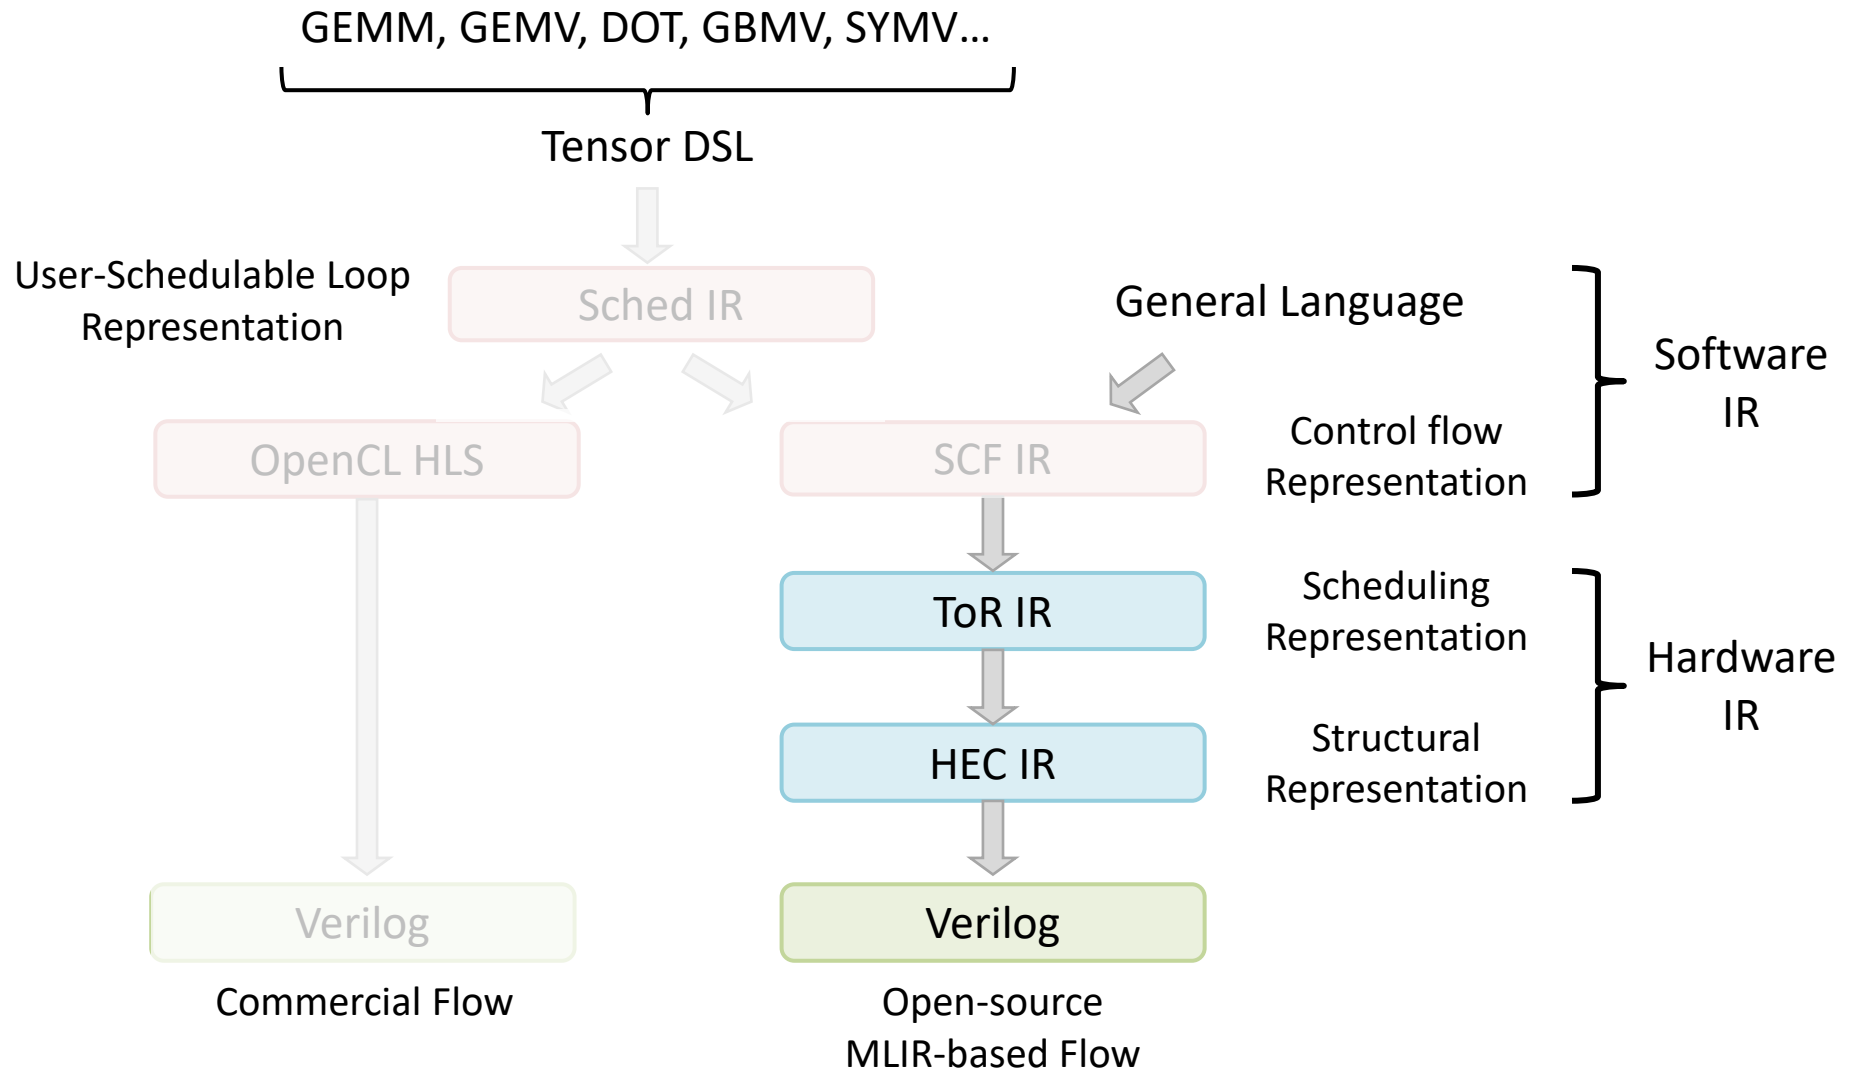 GEMM, GEMV, DOT, GBMV, SYMV…
Tensor DSL
User-Schedulable Loop
Representation
Sched IR
General Language
Software
IR
OpenCL HLS
SCF IR
Control flow
Representation
ToR IR
Scheduling
Representation
Hardware
IR
HEC IR
Structural
Representation
Verilog
Verilog
Commercial Flow
Open-source
MLIR-based Flow